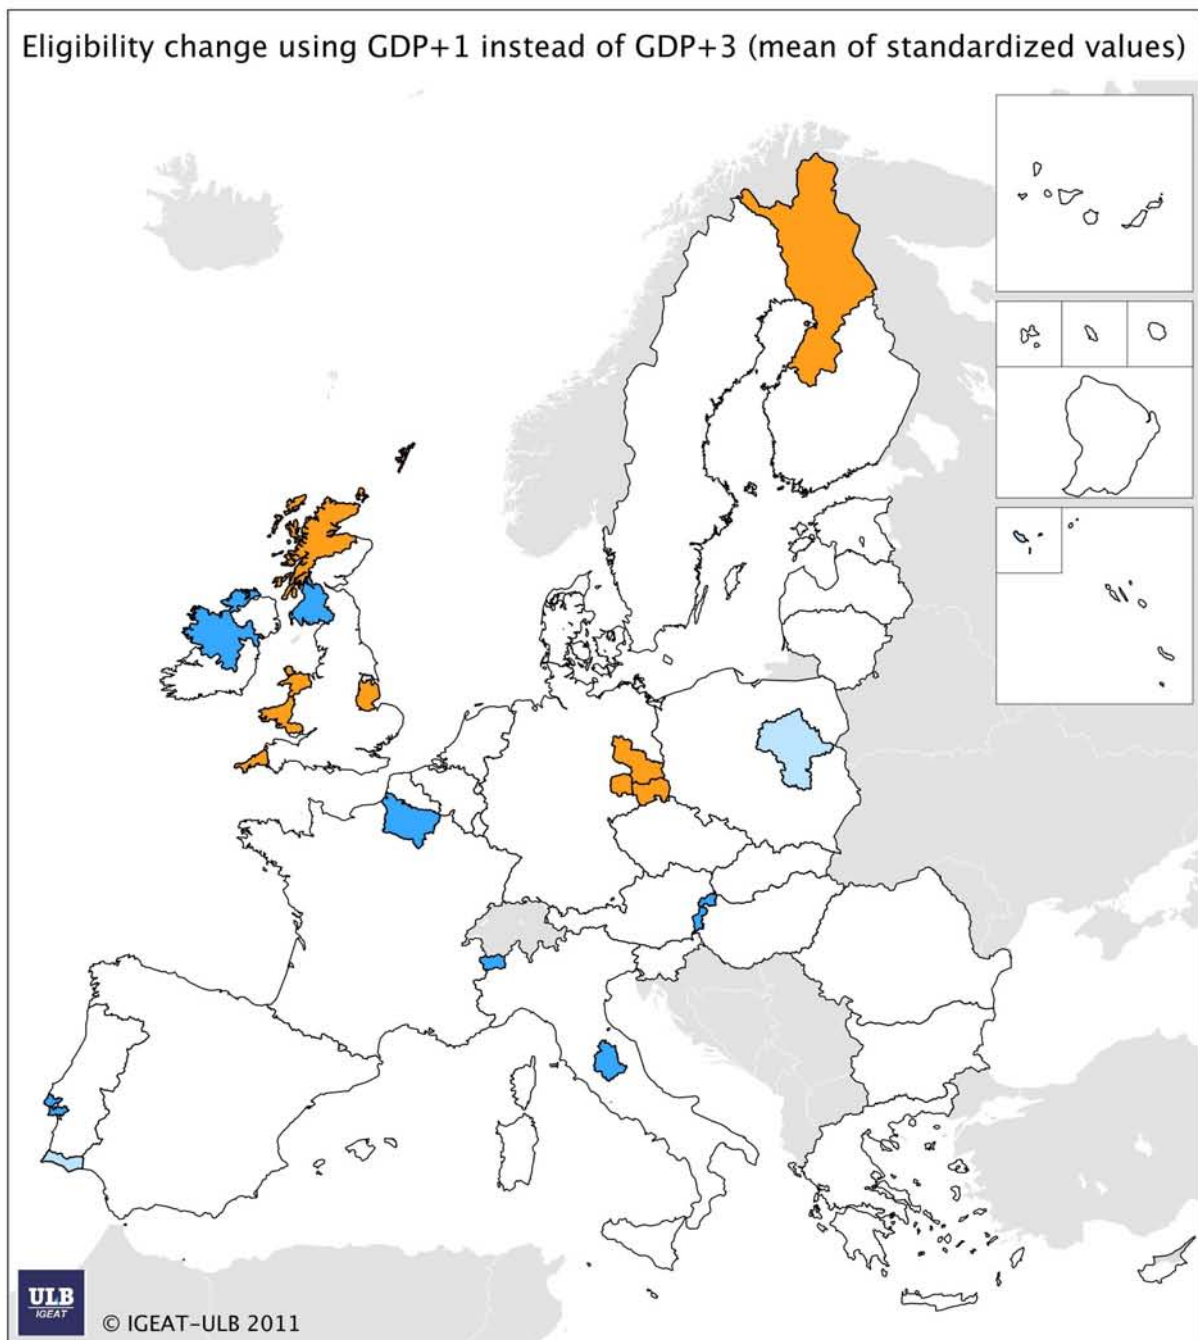 Eligibility change using GDP+1 instead of GDP+3 (mean of standardized values)
ULB
IGEAT
© IGEAT-ULB 2011